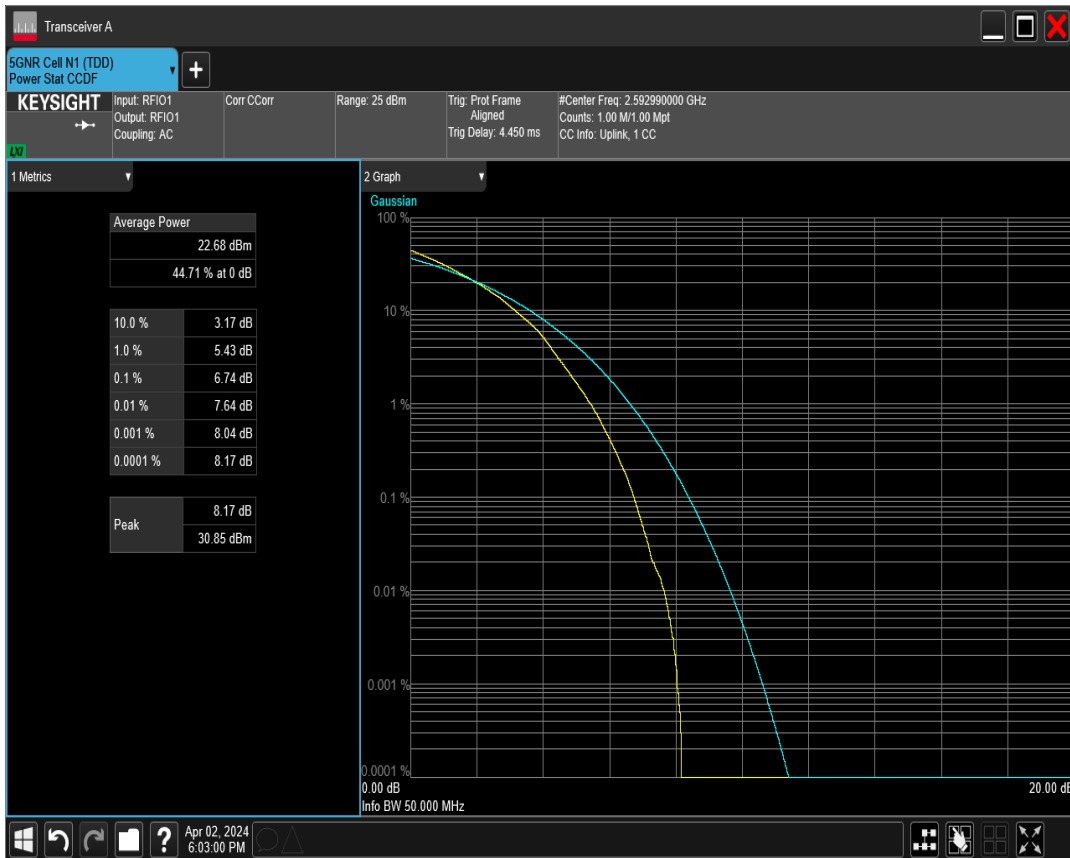 Transceiver A
5GNR Cell N1 (TDD)
Power Stat CCDF
+
KEYSIGHT
LXI
Input: RFIO1
Output: RFIO1
Coupling: AC
Corr CCorr
Range: 25 dBm
Trig: Prot Frame
Aligned
Trig Delay: 4.450 ms
#Center Freq: 2.592990000 GHz
Counts: 1.00 M/1.00 Mpt
CC Info: Uplink, 1 CC
1 Metrics
Average Power
22.68 dBm
44.71 % at 0 dB
10.0 % 3.17 dB
1.0 % 5.43 dB
0.1 % 6.74 dB
0.01 % 7.64 dB
0.001 % 8.04 dB
0.0001 % 8.17 dB
Peak
8.17 dB
30.85 dBm
2 Graph
Gaussian
100 %
10 %
1 %
0.1 %
0.01 %
0.001 %
0.0001 %
0.00 dB 20.00 dB
Info BW 50.000 MHz
?
Apr 02, 2024
6:03:00 PM